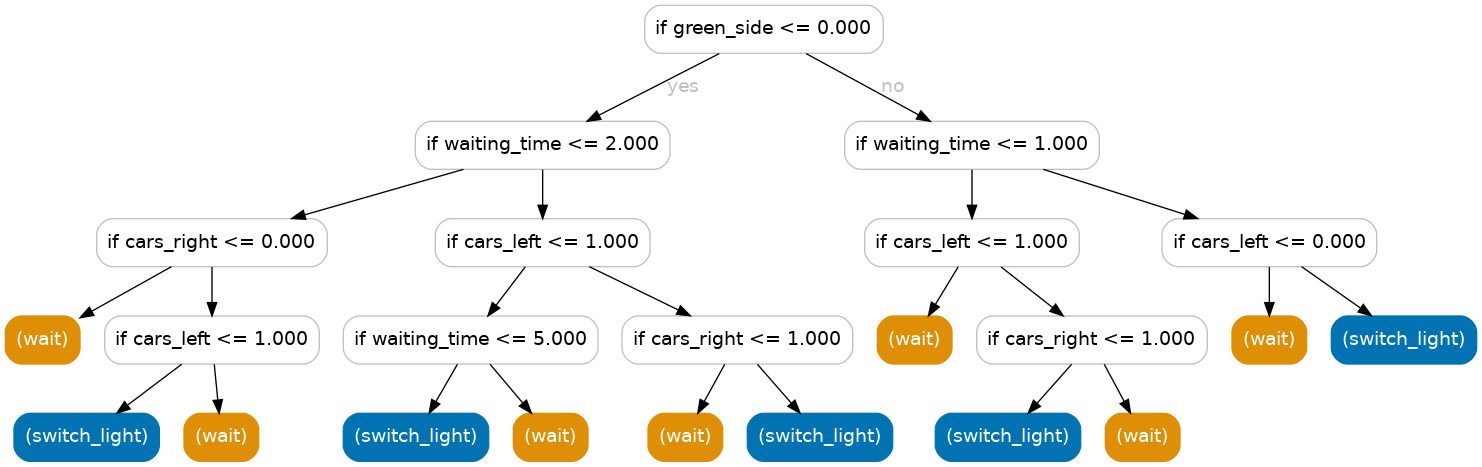 if green_side <= 0.000
yes
no
if waiting_time <= 2.000
if waiting_time <= 1.000
if cars_right <= 0.000
if cars_left <= 1.000
if cars_left <= 1.000
if cars_left <= 0.000
(wait)
if cars_left <= 1.000
if waiting_time <= 5.000
if cars_right <= 1.000
(wait)
if cars_right <= 1.000
(wait)
(switch_light)
(switch_light)
(wait)
(switch_light)
(wait)
(wait)
(switch_light)
(switch_light)
(wait)